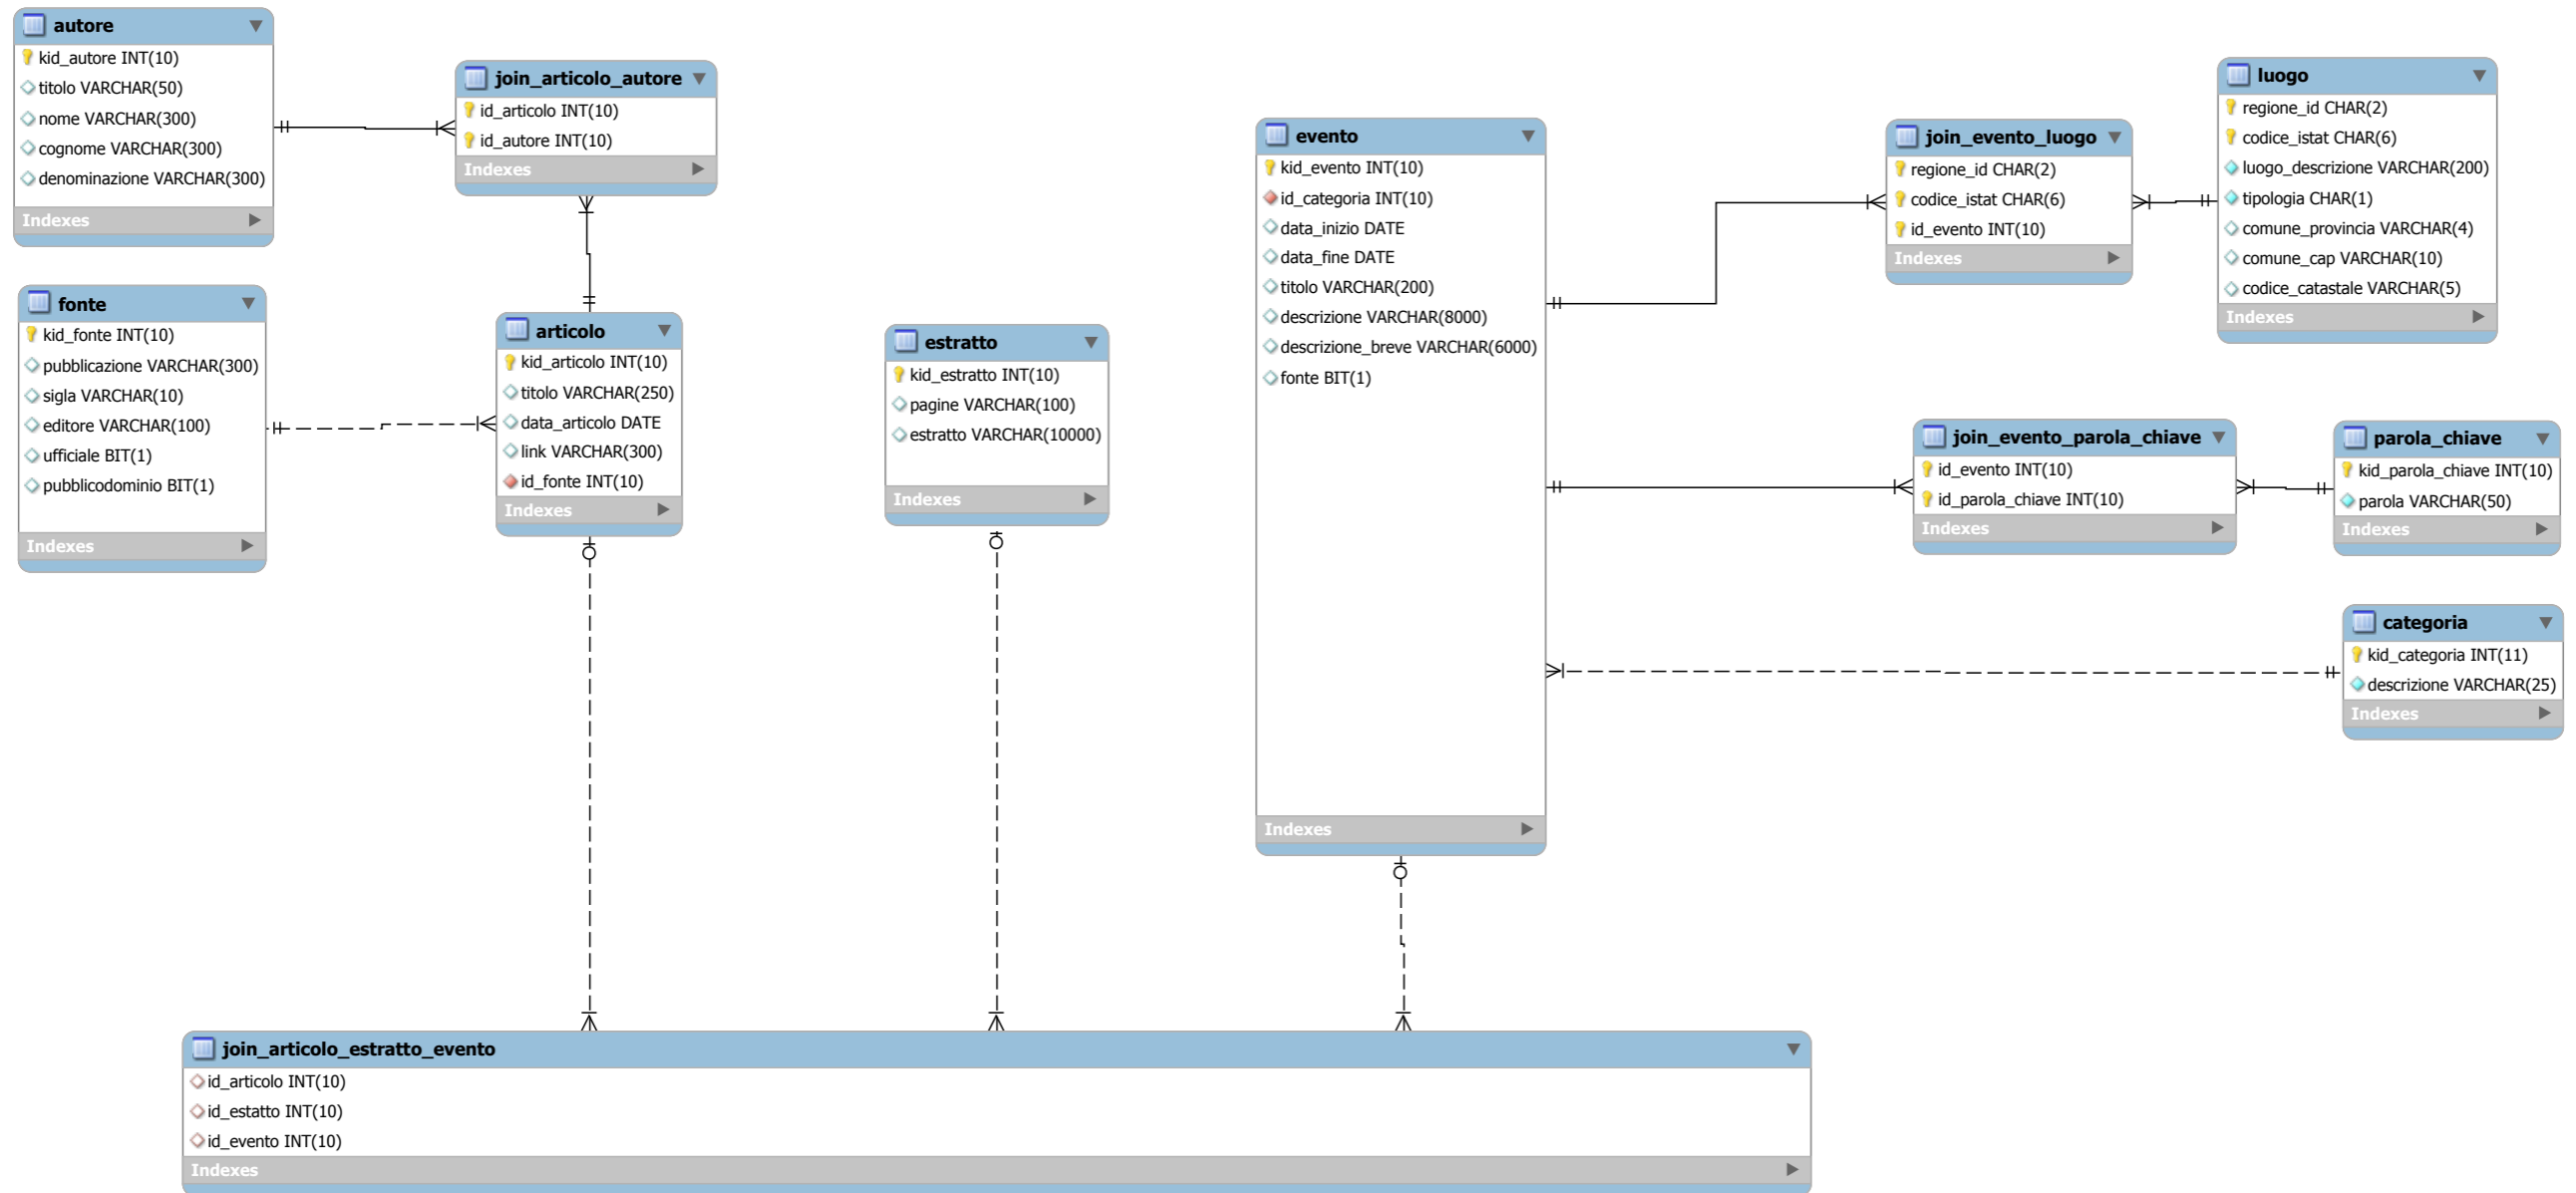 autore
kid_autore INT(10)
titolo VARCHAR(50)
nome VARCHAR(300)
cognome VARCHAR(300)
denominazione VARCHAR(300)
Indexes
join_articolo_autore
id_articolo INT(10)
id_autore INT(10)
Indexes
fonte
kid_fonte INT(10)
pubblicazione VARCHAR(300)
sigla VARCHAR(10)
editore VARCHAR(100)
ufficiale BIT(1)
pubblicodominio BIT(1)
Indexes
articolo
kid_articolo INT(10)
titolo VARCHAR(250)
data_articolo DATE
link VARCHAR(300)
id_fonte INT(10)
Indexes
estratto
kid_estratto INT(10)
pagine VARCHAR(100)
estratto VARCHAR(10000)
Indexes
evento
kid_evento INT(10)
id_categoria INT(10)
data_inizio DATE
data_fine DATE
titolo VARCHAR(200)
descrizione VARCHAR(8000)
descrizione_breve VARCHAR(6000)
fonte BIT(1)
Indexes
join_evento_luogo
regione_id CHAR(2)
codice_istat CHAR(6)
id_evento INT(10)
Indexes
luogo
regione_id CHAR(2)
codice_istat CHAR(6)
luogo_descrizione VARCHAR(200)
tipologia CHAR(1)
comune_provincia VARCHAR(4)
comune_cap VARCHAR(10)
codice_catastale VARCHAR(5)
Indexes
join_evento_parola_chiave
id_evento INT(10)
id_parola_chiave INT(10)
Indexes
parola_chiave
kid_parola_chiave INT(10)
parola VARCHAR(50)
Indexes
categoria
kid_categoria INT(11)
descrizione VARCHAR(25)
Indexes
join_articolo_estratto_evento
id_articolo INT(10)
id_estatto INT(10)
id_evento INT(10)
Indexes